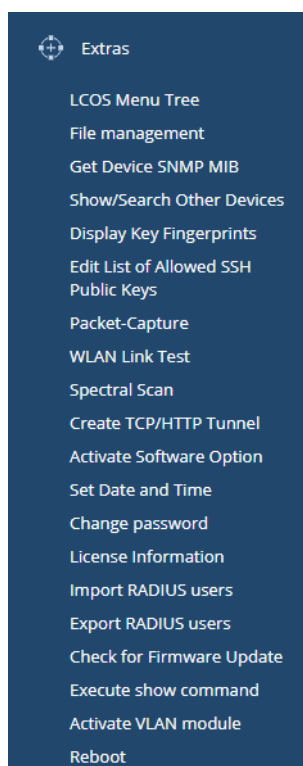 Extras
LCOS Menu Tree
File management
Get Device SNMP MIB
Show/Search Other Devices
Display Key Fingerprints
Edit List of Allowed SSH
Public Keys
Packet-Capture
WLAN Link Test
Spectral Scan
Create TCP/HTTP Tunnel
Activate Software Option
Set Date and Time
Change password
License Information
Import RADIUS users
Export RADIUS users
Check for Firmware Update
Execute show command
Activate VLAN module
Reboot